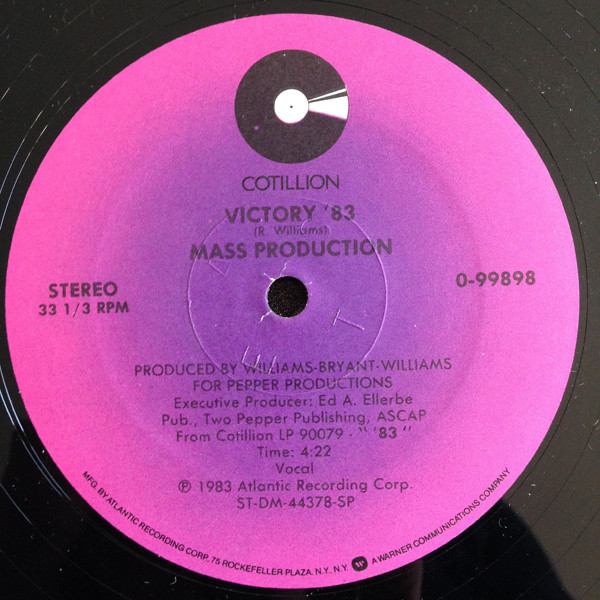 COTILLION
VICTORY '83
(R. Williams)
MASS PRODUCTION
STEREO
33 1/3 RPM
0-99898
PRODUCED BY WILLIAMS-BRYANT-WILLIAMS
FOR PEPPER PRODUCTIONS
Executive Producer: Ed A. Ellerbe
Pub., Two Pepper Publishing, ASCAP
From Cotillion LP 90079 - " '83 "
Time: 4:22
Vocal
℗ 1983 Atlantic Recording Corp.
ST-DM-44378-SP
MFG. BY ATLANTIC RECORDING CORP. 75 ROCKEFELLER PLAZA. N.Y. N.Y. A WARNER COMMUNICATIONS COMPANY